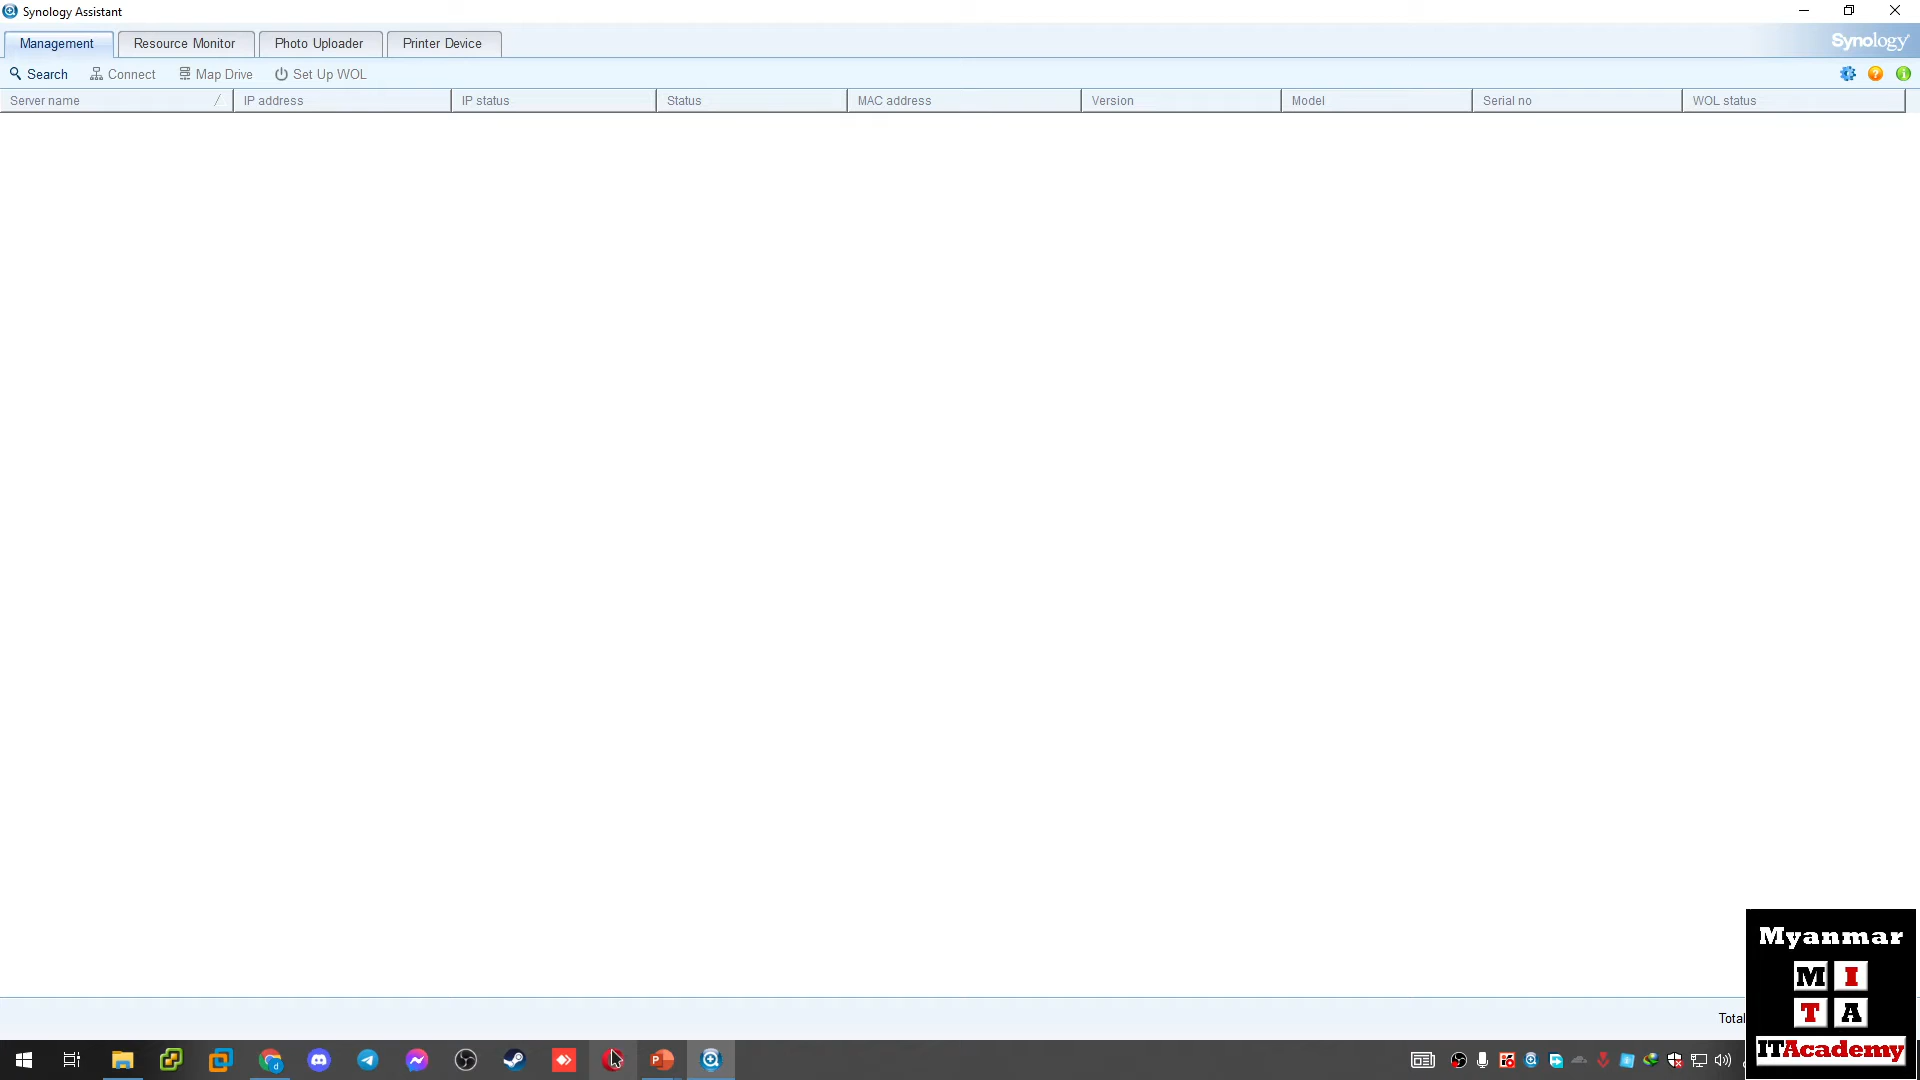 Synology Assistant
Management
Resource Monitor
Photo Uploader
Printer Device
Synology
Search
Connect
Map Drive
Set Up WOL
Server name
IP address
IP status
Status
MAC address
Version
Model
Serial no
WOL status
Total
Myanmar
M I
T A
ITAcademy